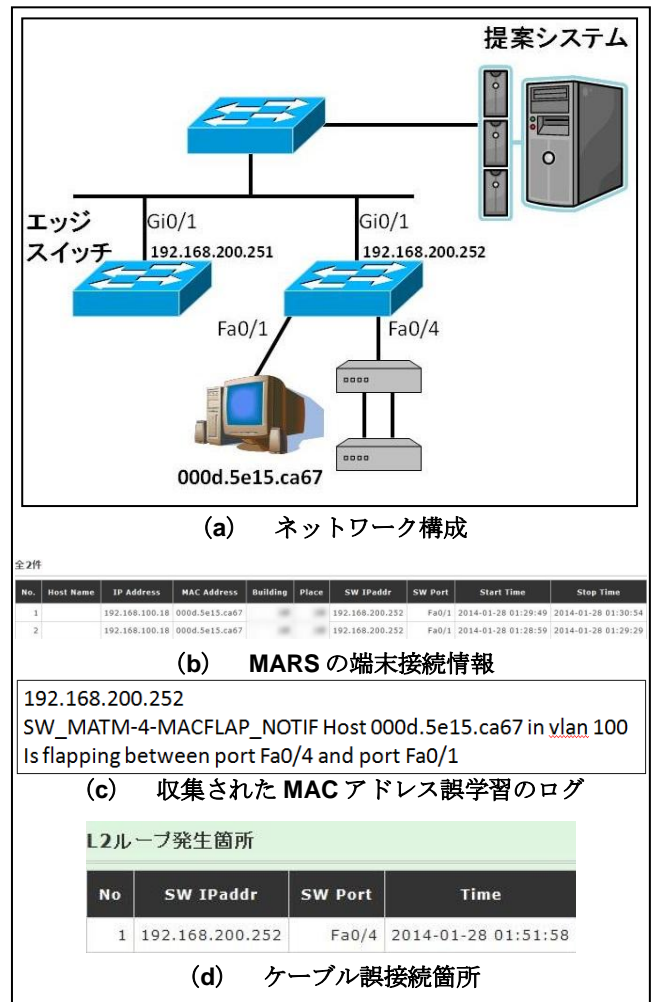 提案システム
エッジ
スイッチ
Gi0/1
Gi0/1
192.168.200.251
192.168.200.252
Fa0/1
Fa0/4
000d.5e15.ca67
(a) ネットワーク構成
全2件
No. Host Name IP Address MAC Address Building Place SW IPaddr SW Port Start Time Stop Time
1 192.168.100.18 000d.5e15.ca67 192.168.200.252 Fa0/1 2014-01-28 01:29:49 2014-01-28 01:30:54
2 192.168.100.18 000d.5e15.ca67 192.168.200.252 Fa0/1 2014-01-28 01:28:59 2014-01-28 01:29:29
(b) MARS の端末接続情報
192.168.200.252
SW_MATM-4-MACFLAP_NOTIF Host 000d.5e15.ca67 in vlan 100
Is flapping between port Fa0/4 and port Fa0/1
(c) 収集された MAC アドレス誤学習のログ
L2ループ発生箇所
No SW IPaddr SW Port Time
1 192.168.200.252 Fa0/4 2014-01-28 01:51:58
(d) ケーブル誤接続箇所